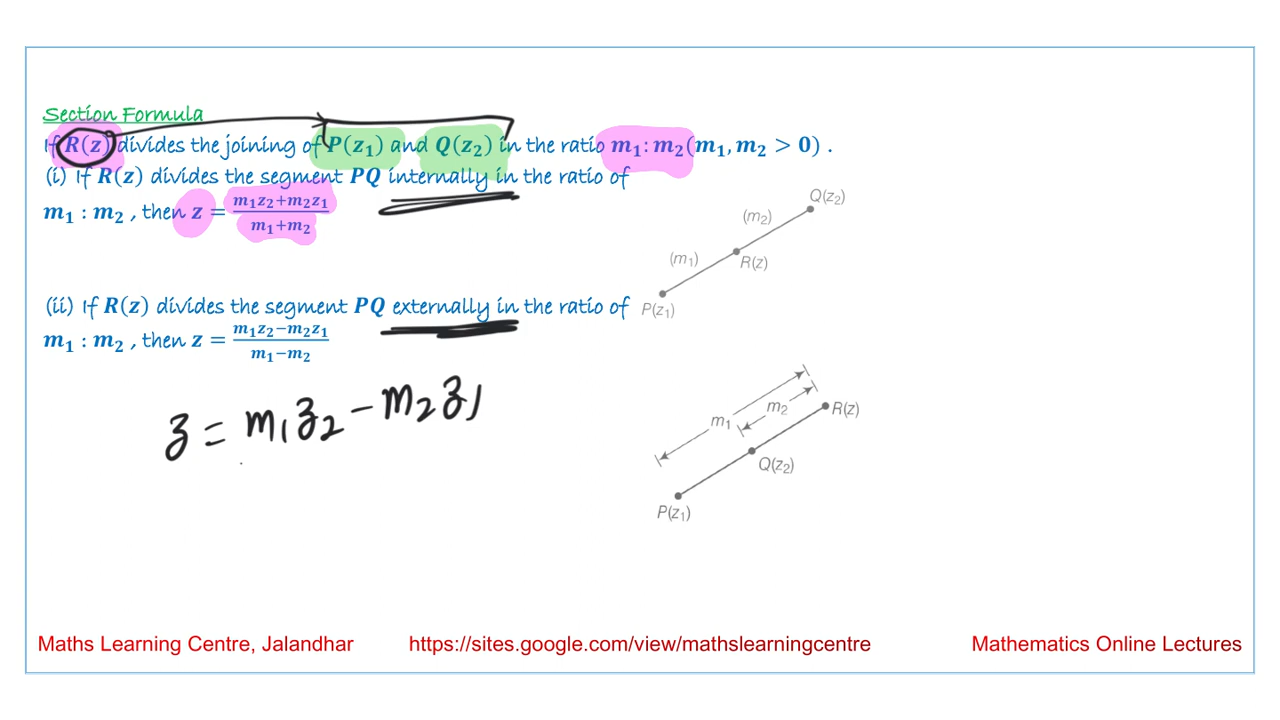 Section Formula
If R(z) divides the joining of P(z₁) and Q(z₂) in the ratio m₁: m₂(m₁, m₂ > 0) .
(i) If R(z) divides the segment PQ internally in the ratio of
m₁ : m₂ , then z = (m₁z₂+m₂z₁)/(m₁+m₂)
Q(z₂)
(m₂)
(m₁)
R(z)
P(z₁)
(ii) If R(z) divides the segment PQ externally in the ratio of
m₁ : m₂ , then z = (m₁z₂−m₂z₁)/(m₁−m₂)
z = m₁z₂ − m₂z₁
m₁
m₂
R(z)
Q(z₂)
P(z₁)
Maths Learning Centre, Jalandhar https://sites.google.com/view/mathslearningcentre Mathematics Online Lectures